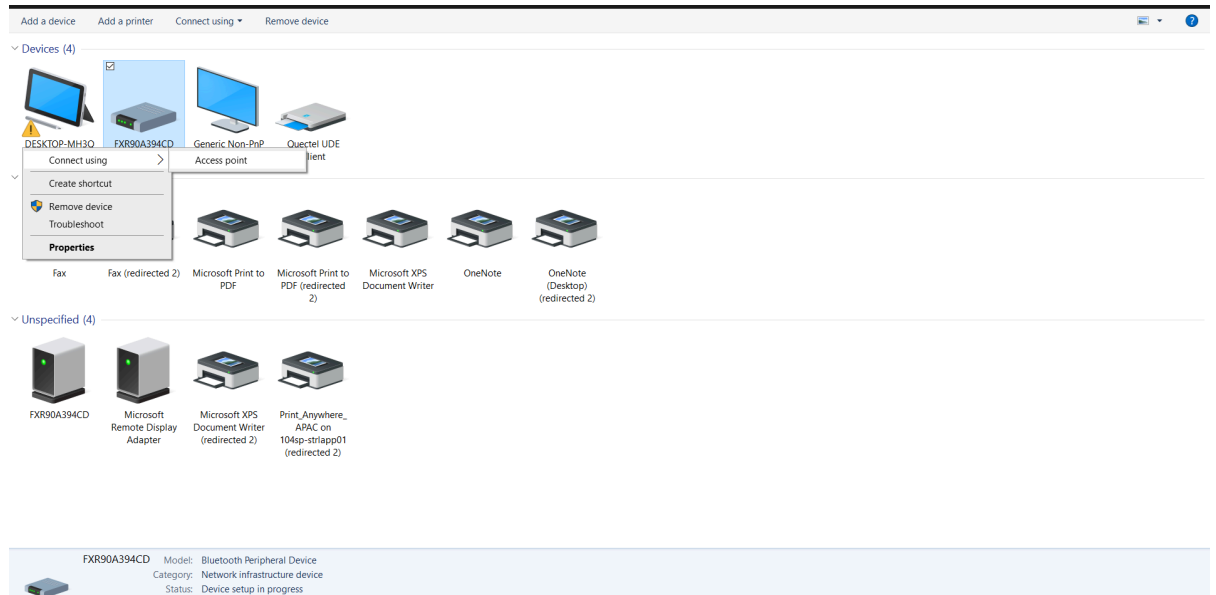 Add a device Add a printer Connect using Remove device
Devices (4)
DESKTOP-MH3Q FXR90A394CD Generic Non-PnP Quectel UDE
lient
Connect using
Access point
Create shortcut
Remove device
Troubleshoot
Properties
Fax
Fax (redirected 2)
Microsoft Print to
PDF
Microsoft Print to
PDF (redirected
2)
Microsoft XPS
Document Writer
OneNote
OneNote
(Desktop)
(redirected 2)
Unspecified (4)
FXR90A394CD
Microsoft
Remote Display
Adapter
Microsoft XPS
Document Writer
(redirected 2)
Print_Anywhere_
APAC on
104sp-strlapp01
(redirected 2)
FXR90A394CD Model: Bluetooth Peripheral Device
Category: Network infrastructure device
Status: Device setup in progress